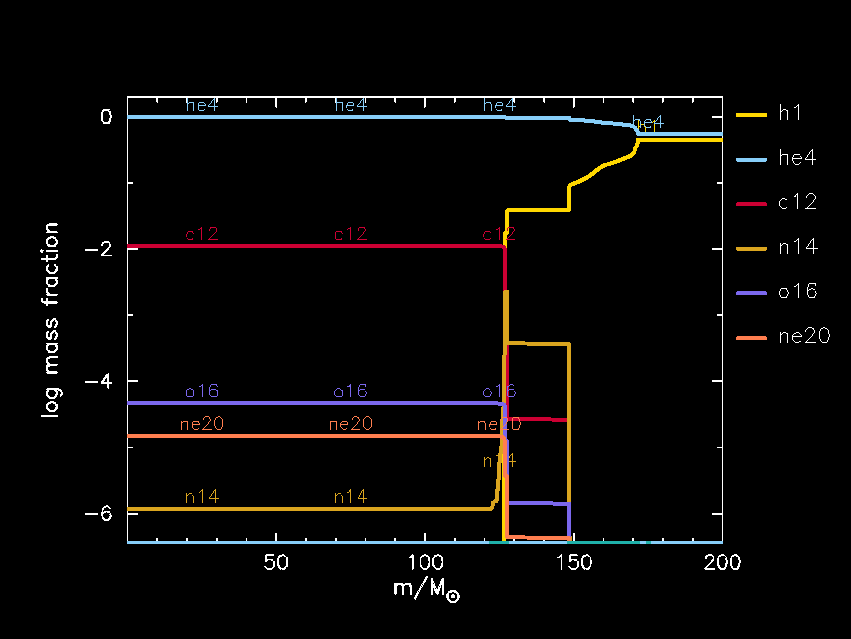 he4 he4 he4 he4
c12 c12 c12
o16 o16 o16
ne20 ne20 ne20
n14
n14 n14
0
-2
-4
-6
50 100 150 200
m/M☉
log mass fraction
h1
he4
c12
n14
o16
ne20